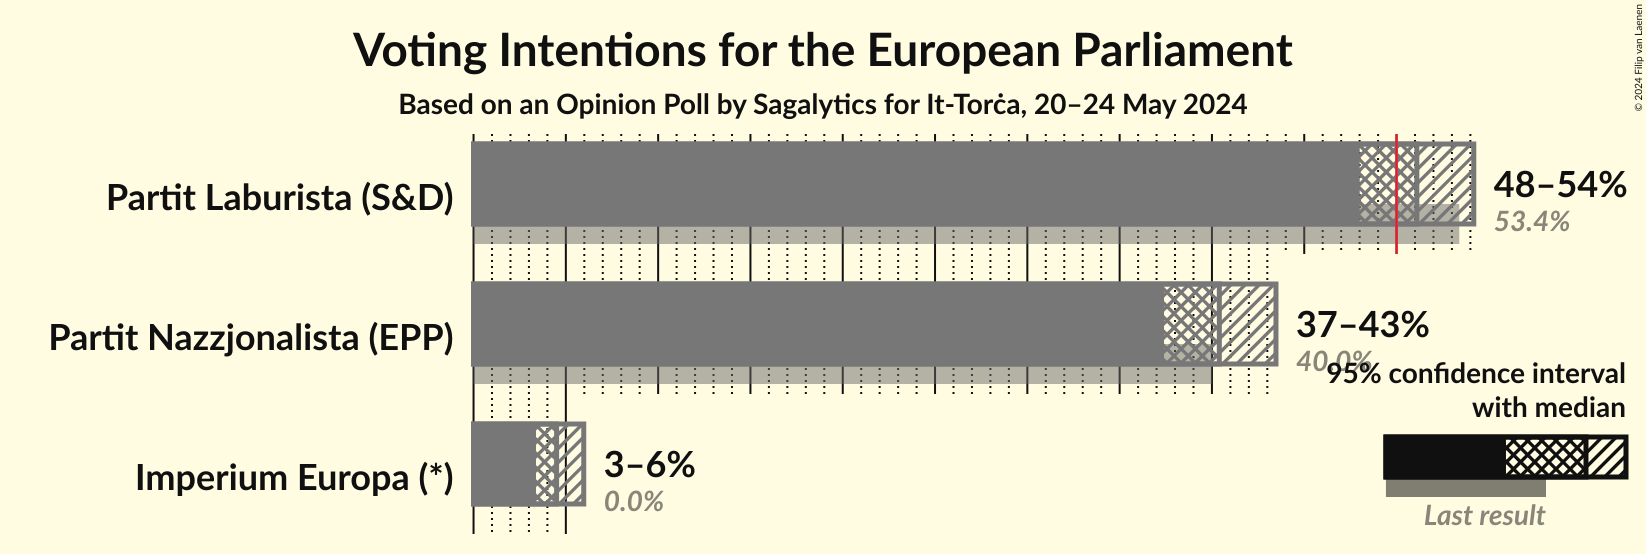 Voting Intentions for the European Parliament
Based on an Opinion Poll by Sagalytics for It-Torċa, 20–24 May 2024
© 2024 Filip van Laenen
Partit Laburista (S&D)
48–54%
53.4%
Partit Nazzjonalista (EPP)
37–43%
40.0%
95% confidence interval
with median
Last result
Imperium Europa (*)
3–6%
0.0%